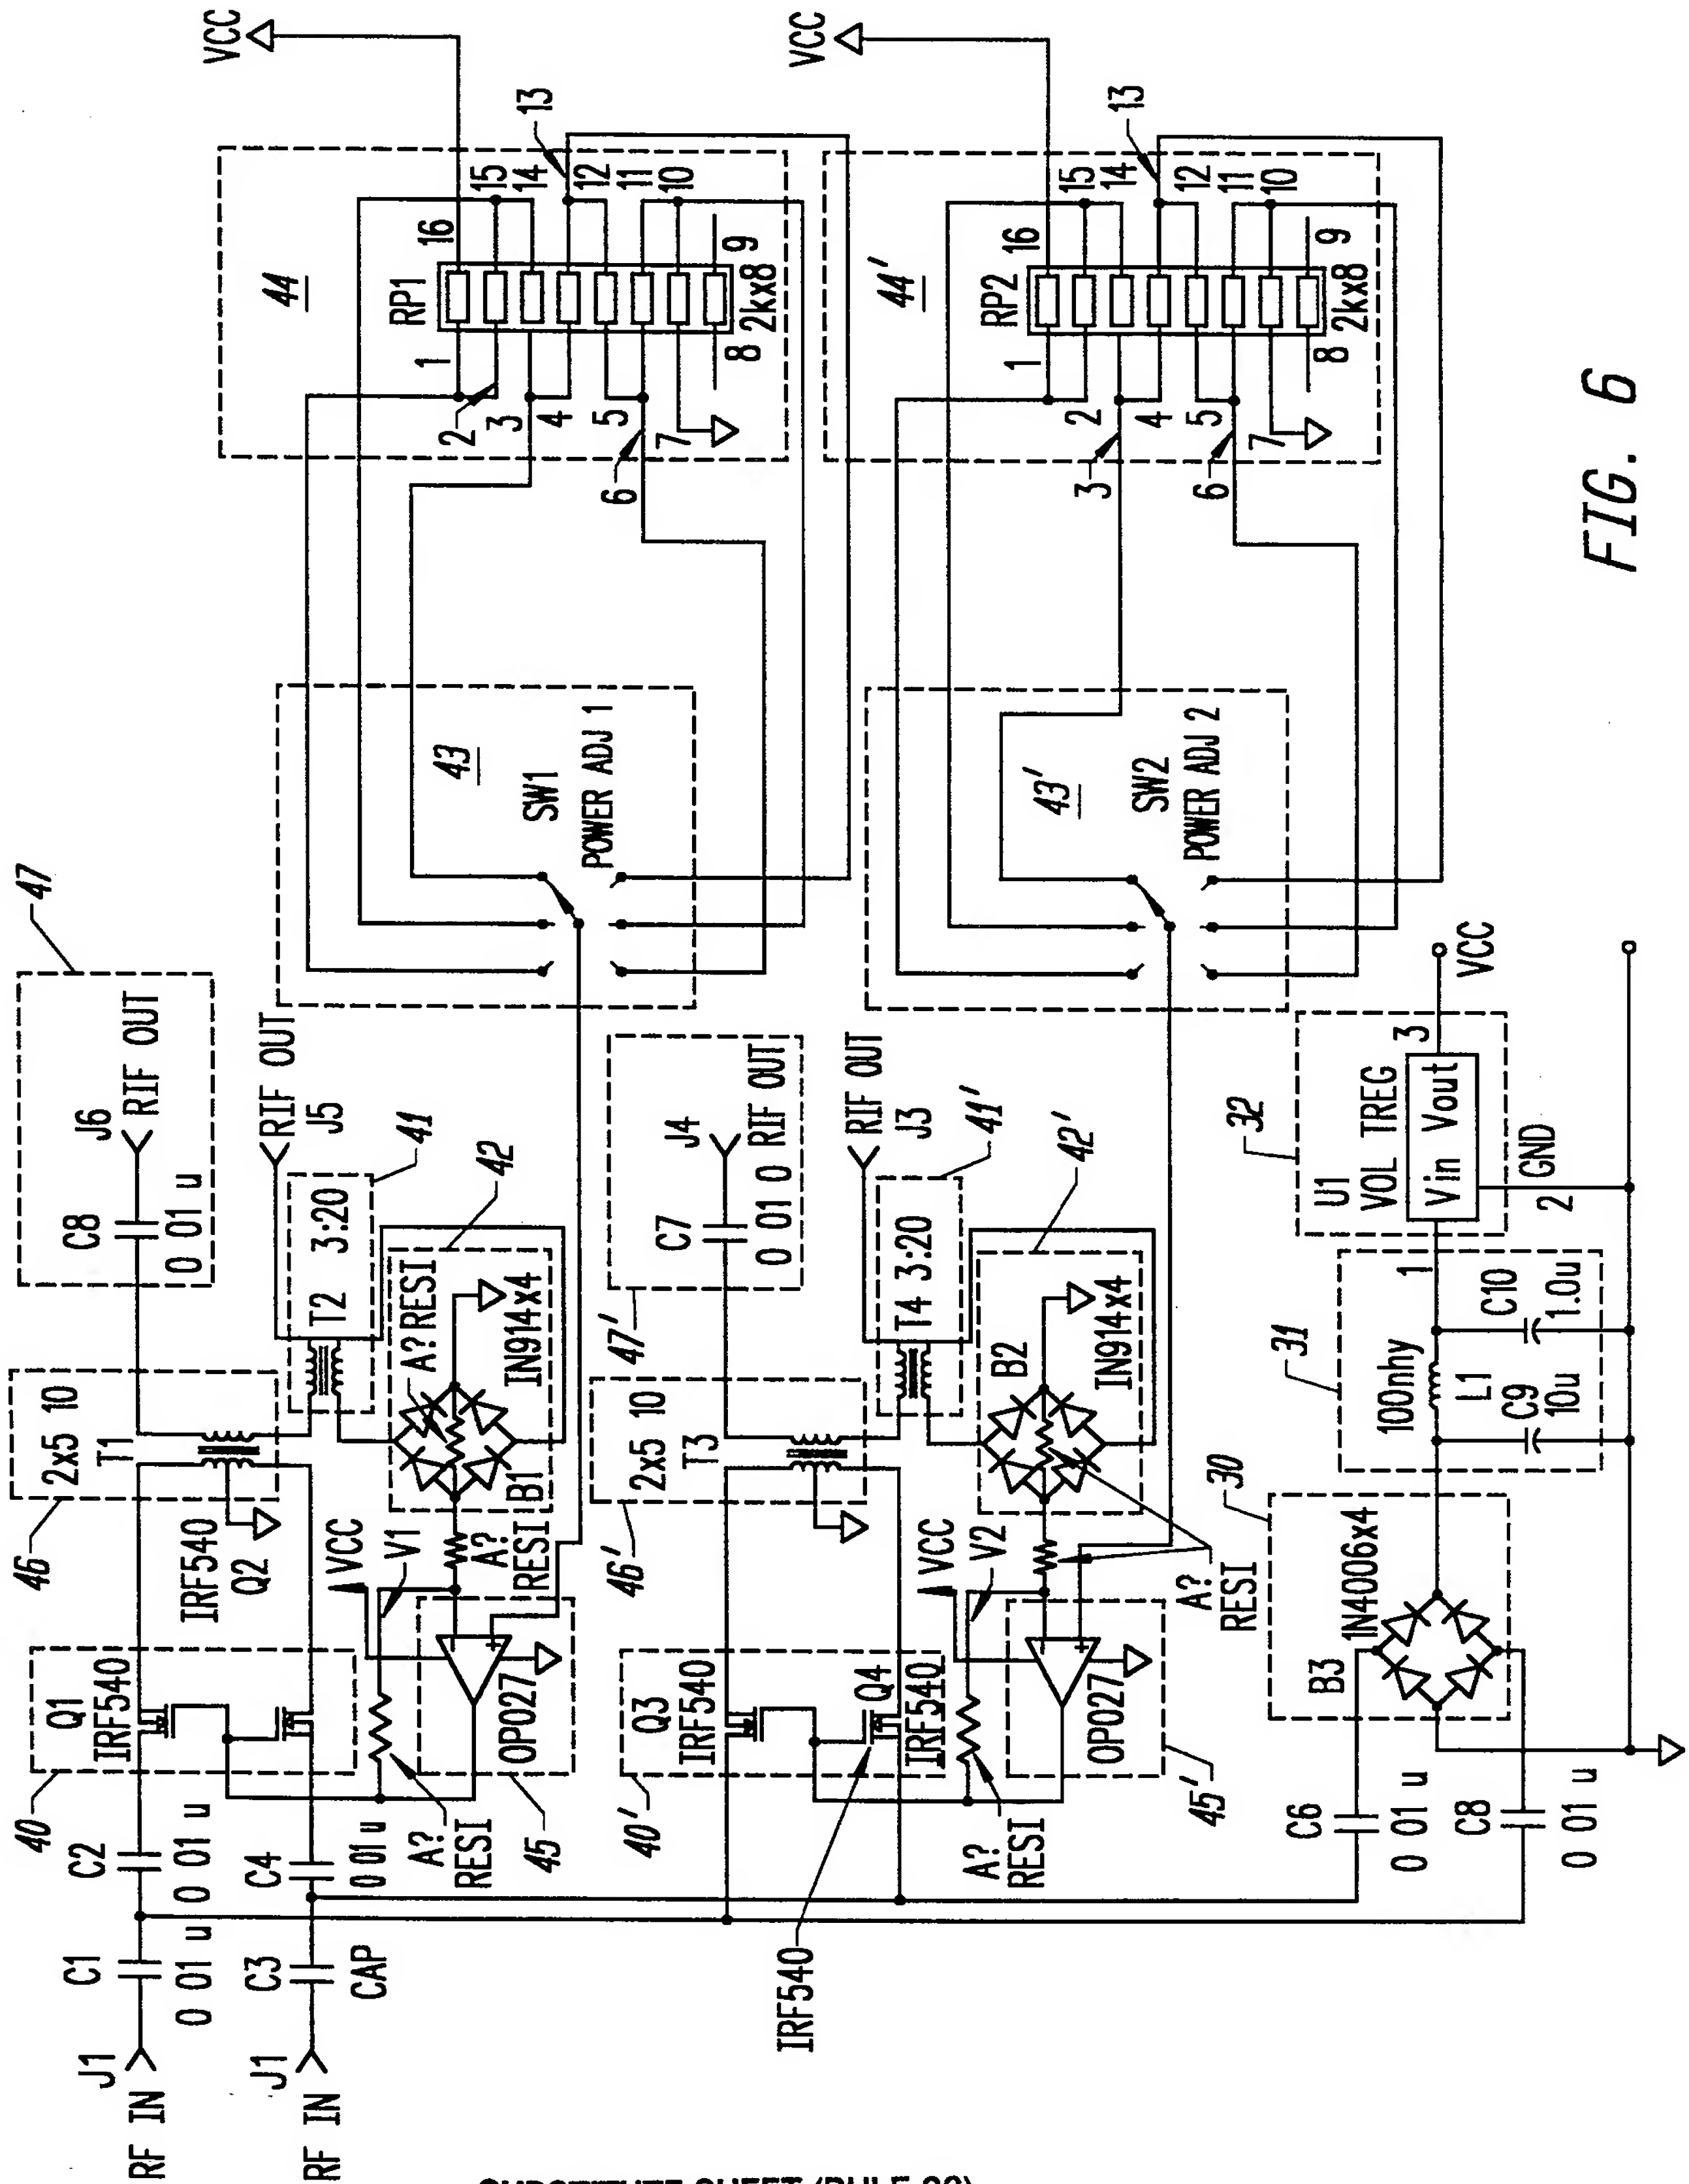 47
J6
C8
RIF OUT
0 01 u
46
2x5 10
T1
40
Q1
IRF540
IRF540
Q2
C2
0 01 u
C1
0 01 u
J1
RF IN
RIF OUT
J5
41
T2 3:20
C4
0 01 u
C3
CAP
J1
RF IN
42
A?RESI
IN914x4
B1
VCC
V1
A?
RESI
A?
RESI
OP027
45
43
SW1
POWER ADJ 1
VCC
44
RP1
1
2
3
4
5
6
7
8
16
15
14
13
12
11
10
9
2kx8
47'
J4
C7
RIF OUT
0 01 0
46'
2x5 10
T3
40'
Q3
IRF540
Q4
IRF540
IRF540
RIF OUT
J3
41'
T4 3:20
42'
B2
IN914x4
VCC
V2
A?
RESI
A?
RESI
OP027
45'
43'
SW2
POWER ADJ 2
VCC
44'
RP2
1
2
3
4
5
6
7
8
16
15
14
13
12
11
10
9
2kx8
30
B3
1N4006x4
C6
0 01 u
C8
0 01 u
31
100nhy
L1
C9
10u
C10
1.0u
1
32
U1
VOL TREG
Vin Vout
3
VCC
GND
2
FIG. 6
SUBSTITUTE SHEET (RULE 26)